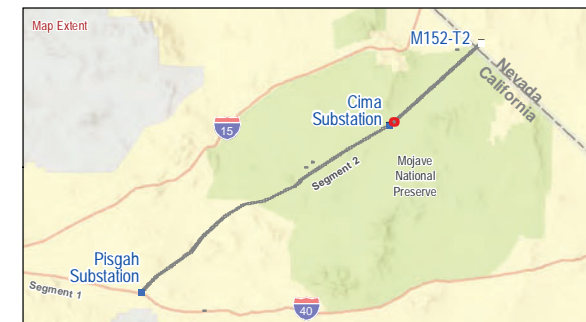 Map Extent
M152-T2
Nevada
California
Cima
Substation
15
Mojave
National
Preserve
Segment 2
Pisgah
Substation
Segment 1
40